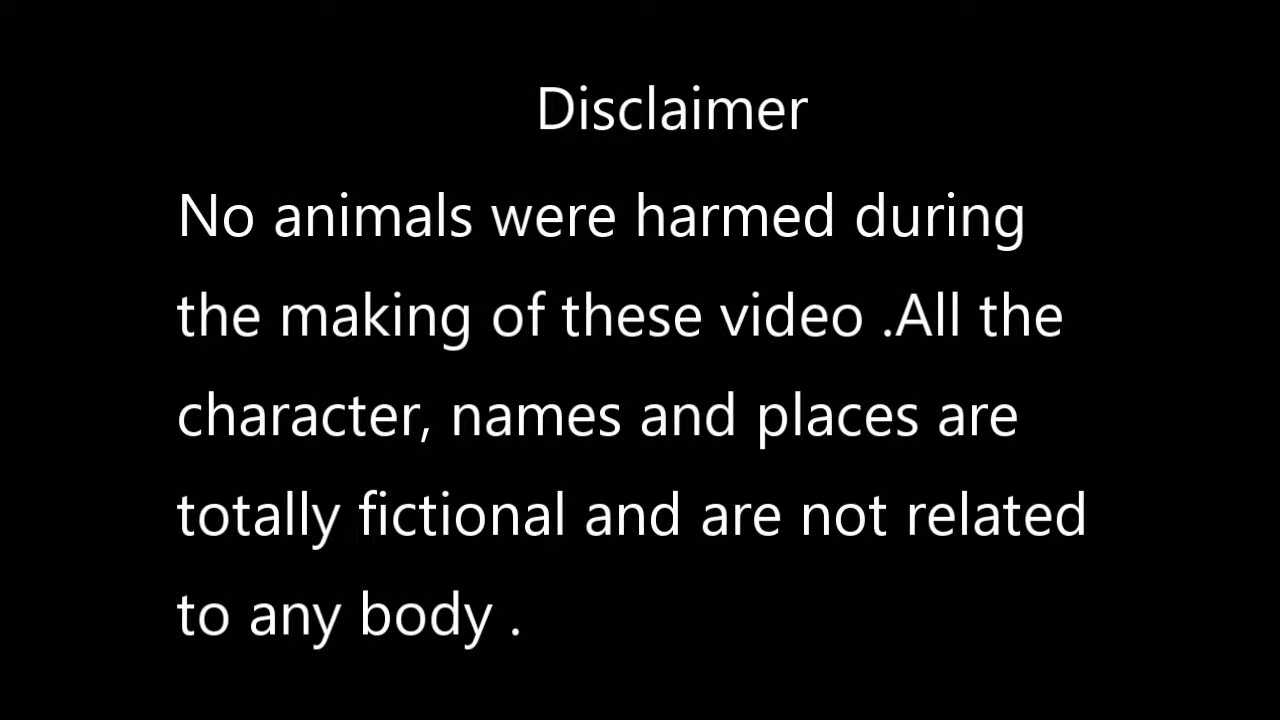 Disclaimer
No animals were harmed during
the making of these video .All the
character, names and places are
totally fictional and are not related
to any body .